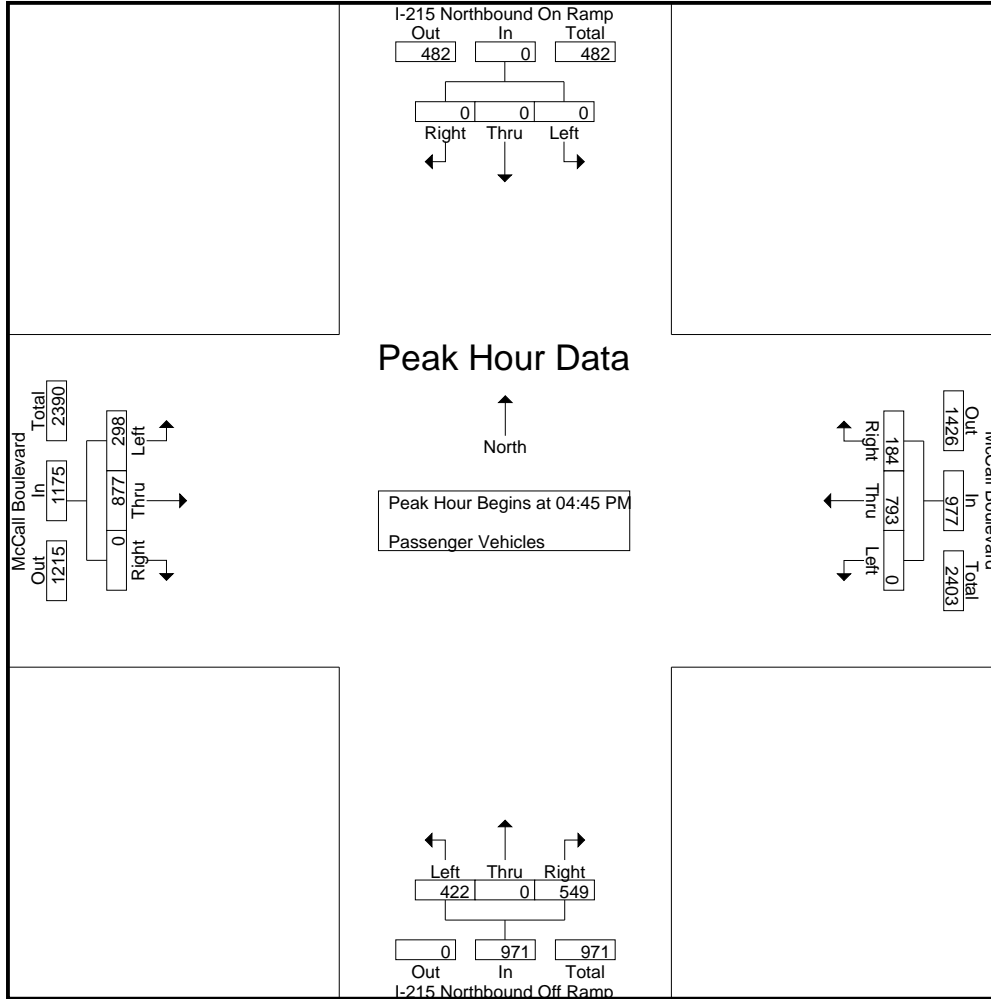 I-215 Northbound On Ramp
Out In Total
482 0 482
0 0 0
Right Thru Left
Peak Hour Data
North
Peak Hour Begins at 04:45 PM
Passenger Vehicles
McCall Boulevard
Total In Out
2390 1175 1215
298 877 0
Left Thru Right
McCall Boulevard
Out In Total
1426 977 2403
184 793 0
Right Thru Left
Left Thru Right
422 0 549
0 971 971
Out In Total
I-215 Northbound Off Ramp